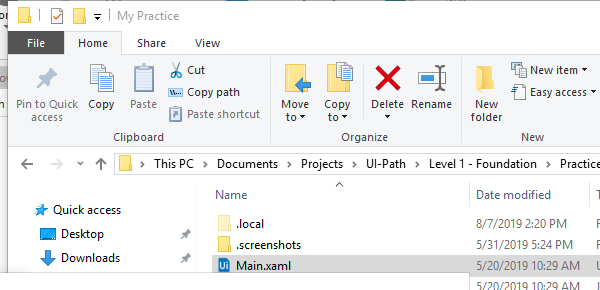 My Practice
File Home Share View
Pin to Quick access
Copy
Paste
Cut
Copy path
Paste shortcut
Clipboard
Move to
Copy to
Delete
Rename
Organize
New folder
New item
Easy access
New
This PC Documents Projects UI-Path Level 1 - Foundation Practice
Name Date modified
Quick access
Desktop
Downloads
.local 8/7/2019 2:20 PM
.screenshots 5/31/2019 5:24 PM
Ui Main.xaml 5/20/2019 10:29 AM
5/20/2019 10:29 AM